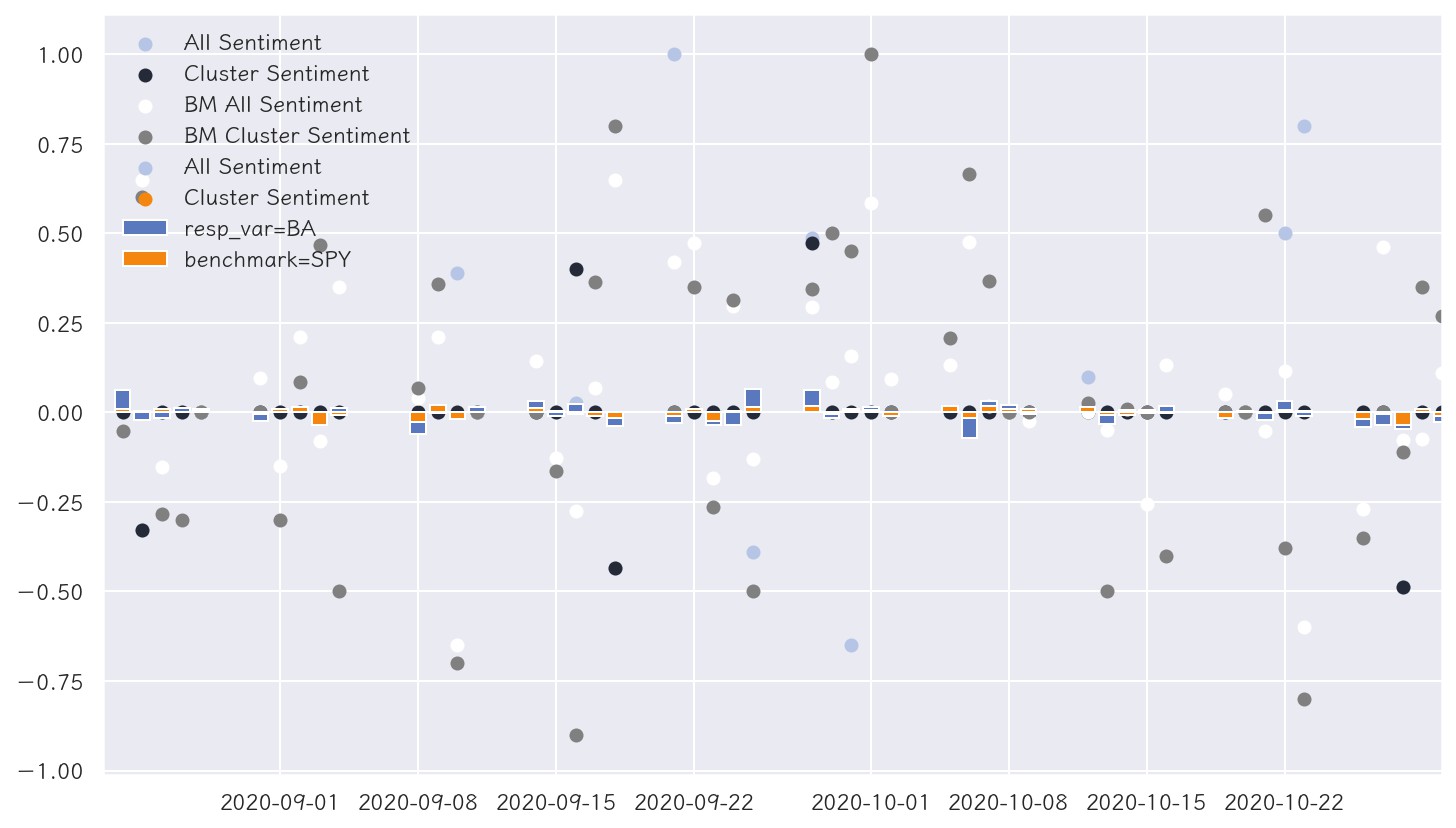 1.00
0.75
0.50
0.25
0.00
−0.25
−0.50
−0.75
−1.00
All Sentiment
Cluster Sentiment
BM All Sentiment
BM Cluster Sentiment
All Sentiment
Cluster Sentiment
resp_var=BA
benchmark=SPY
2020-09-01 2020-09-08 2020-09-15 2020-09-22 2020-10-01 2020-10-08 2020-10-15 2020-10-22